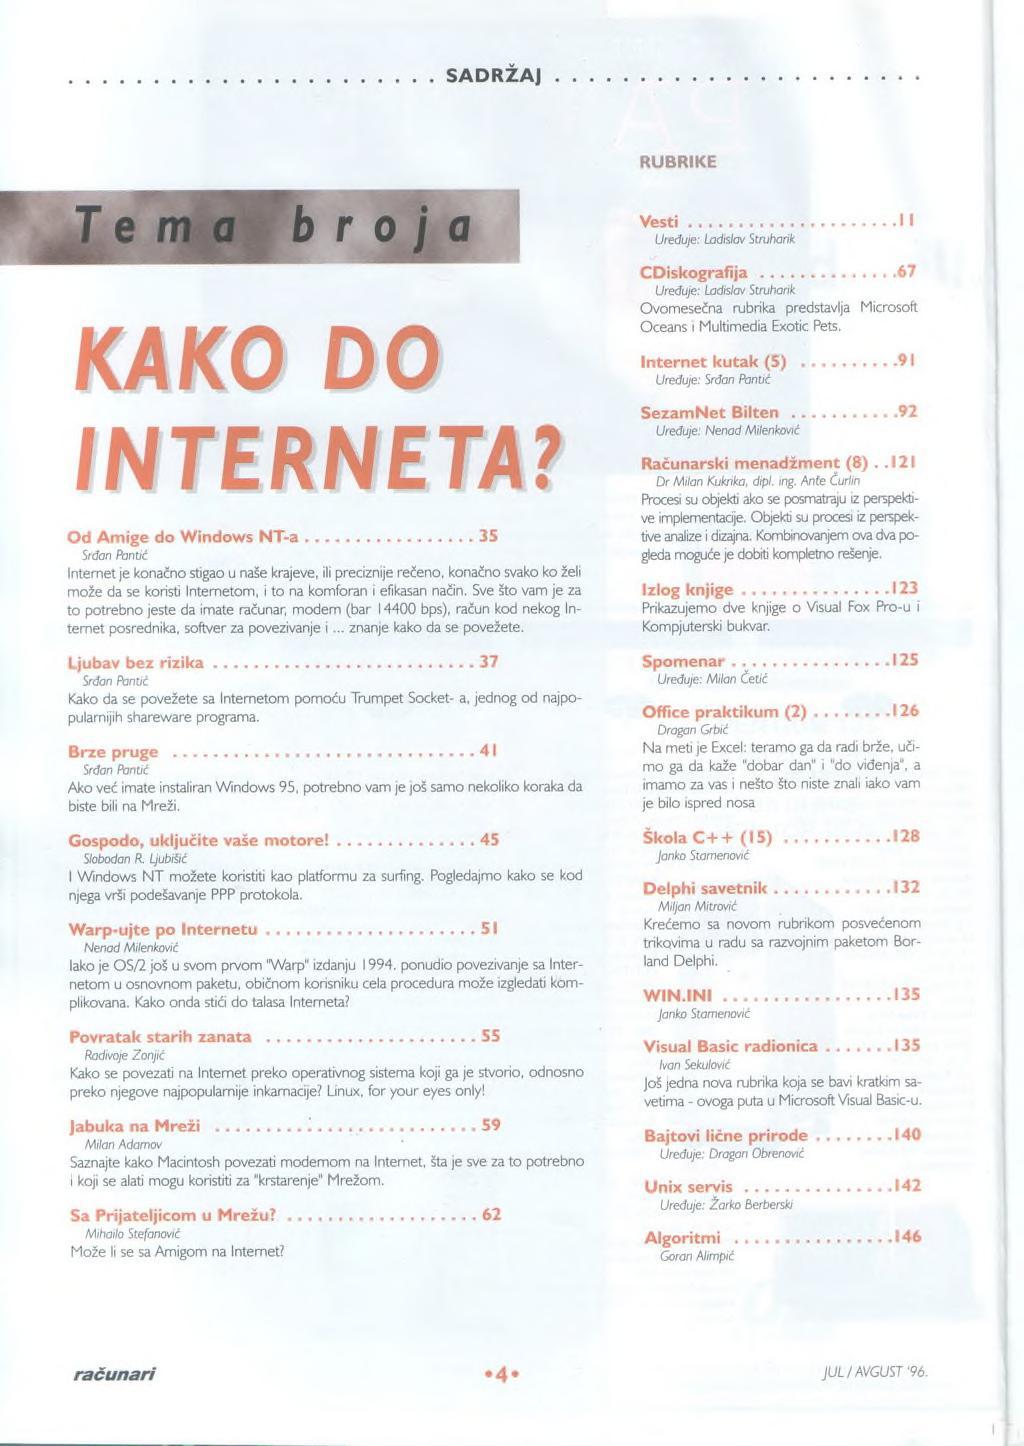 SADRŽAJ
Tema broja
KAKO DO
INTERNETA?
Od Amige do Windows NT-a . . . . . . . . . . . . . . . . . 35
Srđan Pantić
Internet je konačno stigao u naše krajeve, ili preciznije rečeno, konačno svako ko želi
može da se koristi Internetom, i to na komforan i efikasan način. Sve što vam je za
to potrebno jeste da imate računar, modem (bar 14400 bps), račun kod nekog In-
ternet posrednika, softver za povezivanje i ... znanje kako da se povežete.
Ljubav bez rizika . . . . . . . . . . . . . . . . . . . . . . . . . . 37
Srđan Pantić
Kako da se povežete sa Internetom pomoću Trumpet Socket- a, jednog od najpo-
pularnijih shareware programa.
Brze pruge . . . . . . . . . . . . . . . . . . . . . . . . . . . . . . 41
Srđan Pantić
Ako već imate instaliran Windows 95, potrebno vam je još samo nekoliko koraka da
biste bili na Mreži.
Gospodo, uključite vaše motore! . . . . . . . . . . . . . . 45
Slobodan R. Ljubišić
I Windows NT možete koristiti kao platformu za surfing. Pogledajmo kako se kod
njega vrši podešavanje PPP protokola.
Warp-ujte po Internetu . . . . . . . . . . . . . . . . . . . . . 51
Nenad Milenković
Iako je OS/2 još u svom prvom "Warp" izdanju 1994. ponudio povezivanje sa Inter-
netom u osnovnom paketu, običnom korisniku cela procedura može izgledati kom-
plikovana. Kako onda stići do talasa Interneta?
Povratak starih zanata . . . . . . . . . . . . . . . . . . . . . 55
Radivoje Zonjić
Kako se povezati na Internet preko operativnog sistema koji ga je stvorio, odnosno
preko njegove najpopularnije inkarnacije? Linux, for your eyes only!
Jabuka na Mreži . . . . . . . . . . . . . . . . . . . . . . . . . . 59
Milan Adamov
Saznajte kako Macintosh povezati modemom na Internet, šta je sve za to potrebno
i koji se alati mogu koristiti za "krstarenje" Mrežom.
Sa Prijateljicom u Mrežu? . . . . . . . . . . . . . . . . . . . 62
Mihailo Stefanović
Može li se sa Amigom na Internet?
RUBRIKE
Vesti . . . . . . . . . . . . . . . . . . . . . 11
Uređuje: Ladislav Struharik
CDiskografija . . . . . . . . . . . . . . 67
Uređuje: Ladislav Struharik
Ovomesečna rubrika predstavlja Microsoft
Oceans i Multimedia Exotic Pets.
Internet kutak (5) . . . . . . . . . . 91
Uređuje: Srđan Pantić
SezamNet Bilten . . . . . . . . . . . 92
Uređuje: Nenad Milenković
Računarski menadžment (8) . . 121
Dr Milan Kukrika, dipl. ing. Ante Ćurlin
Procesi su objekti ako se posmatraju iz perspekti-
ve implementacije. Objekti su procesi iz perspek-
tive analize i dizajna. Kombinovanjem ova dva po-
gleda moguće je dobiti kompletno rešenje.
Izlog knjige . . . . . . . . . . . . . . . 123
Prikazujemo dve knjige o Visual Fox Pro-u i
Kompjuterski bukvar.
Spomenar . . . . . . . . . . . . . . . . 125
Uređuje: Milan Četić
Office praktikum (2) . . . . . . . . 126
Dragan Grbić
Na meti je Excel: teramo ga da radi brže, uči-
mo ga da kaže "dobar dan" i "do viđenja", a
imamo za vas i nešto što niste znali iako vam
je bilo ispred nosa
Škola C++ (15) . . . . . . . . . . . 128
Janko Stamenović
Delphi savetnik . . . . . . . . . . . . 132
Miljan Mitrović
Krećemo sa novom rubrikom posvećenom
trikovima u radu sa razvojnim paketom Bor-
land Delphi.
WIN.INI . . . . . . . . . . . . . . . . . 135
Janko Stamenović
Visual Basic radionica . . . . . . . 135
Ivan Sekulović
Još jedna nova rubrika koja se bavi kratkim sa-
vetima - ovoga puta u Microsoft Visual Basic-u.
Bajtovi lične prirode . . . . . . . . 140
Uređuje: Dragan Obrenović
Unix servis . . . . . . . . . . . . . . . 142
Uređuje: Žarko Berberski
Algoritmi . . . . . . . . . . . . . . . . 146
Goran Alimpić
računari
•4•
JUL / AVGUST '96.